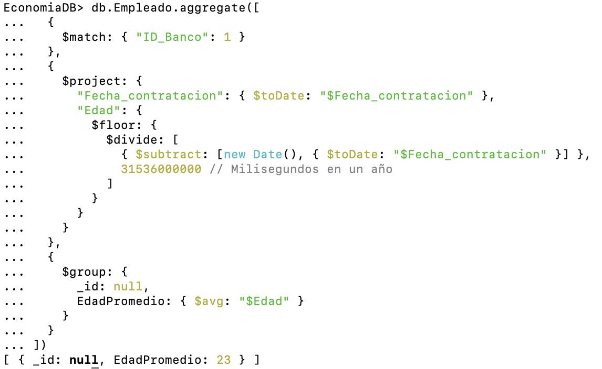 EconomiaDB> db.Empleado.aggregate([
...   {
...     $match: { "ID_Banco": 1 }
...   },
...   {
...     $project: {
...       "Fecha_contratacion": { $toDate: "$Fecha_contratacion" },
...       "Edad": {
...         $floor: {
...           $divide: [
...             { $subtract: [new Date(), { $toDate: "$Fecha_contratacion" }] },
...             31536000000 // Milisegundos en un año
...           ]
...         }
...       }
...     }
...   },
...   {
...     $group: {
...       _id: null,
...       EdadPromedio: { $avg: "$Edad" }
...     }
...   }
... ])
[ { _id: null, EdadPromedio: 23 } ]